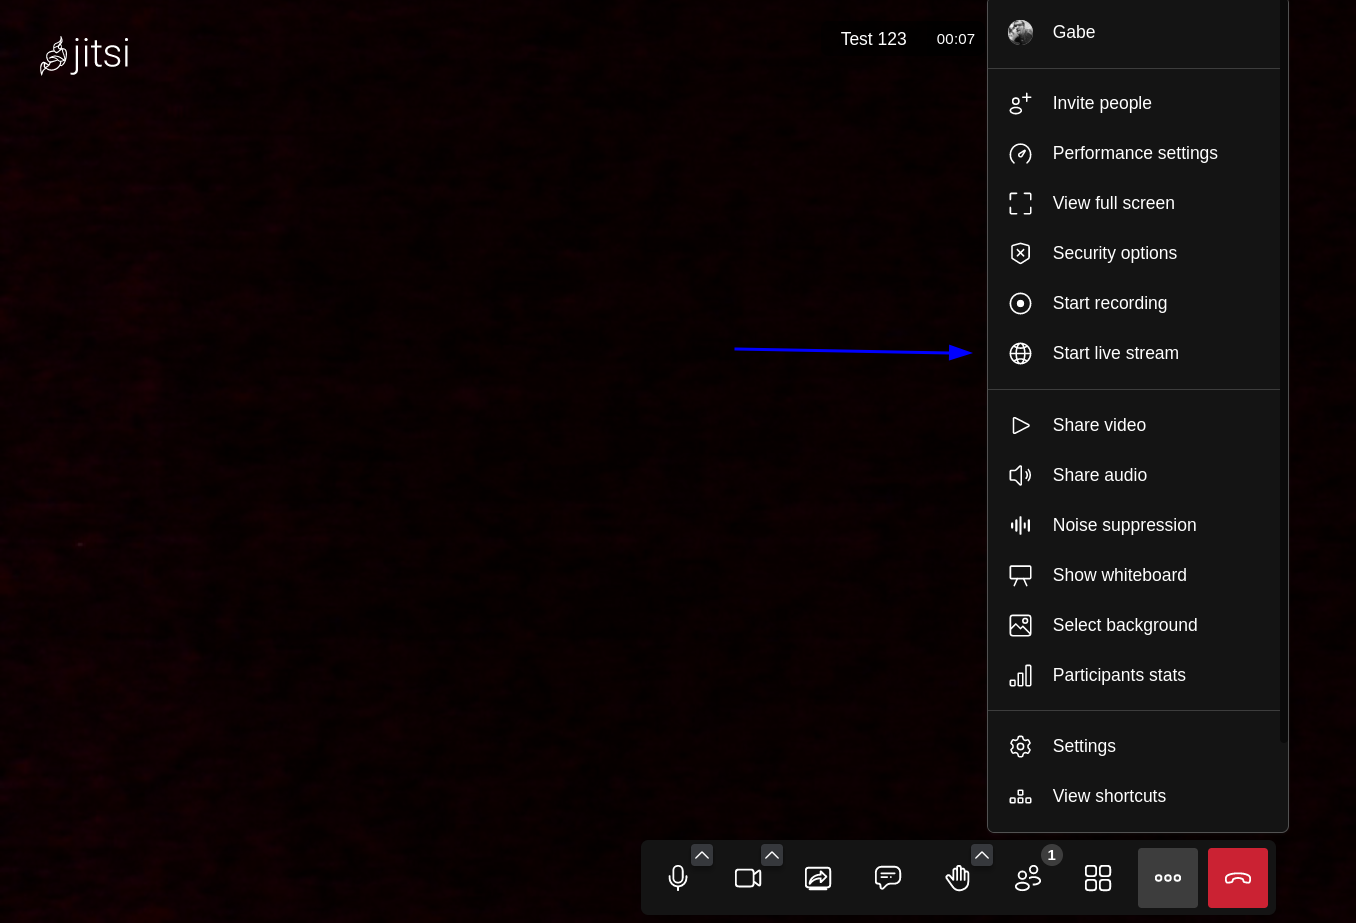 jitsi
Test 123 00:07
Gabe
Invite people
Performance settings
View full screen
Security options
Start recording
Start live stream
Share video
Share audio
Noise suppression
Show whiteboard
Select background
Participants stats
Settings
View shortcuts
1